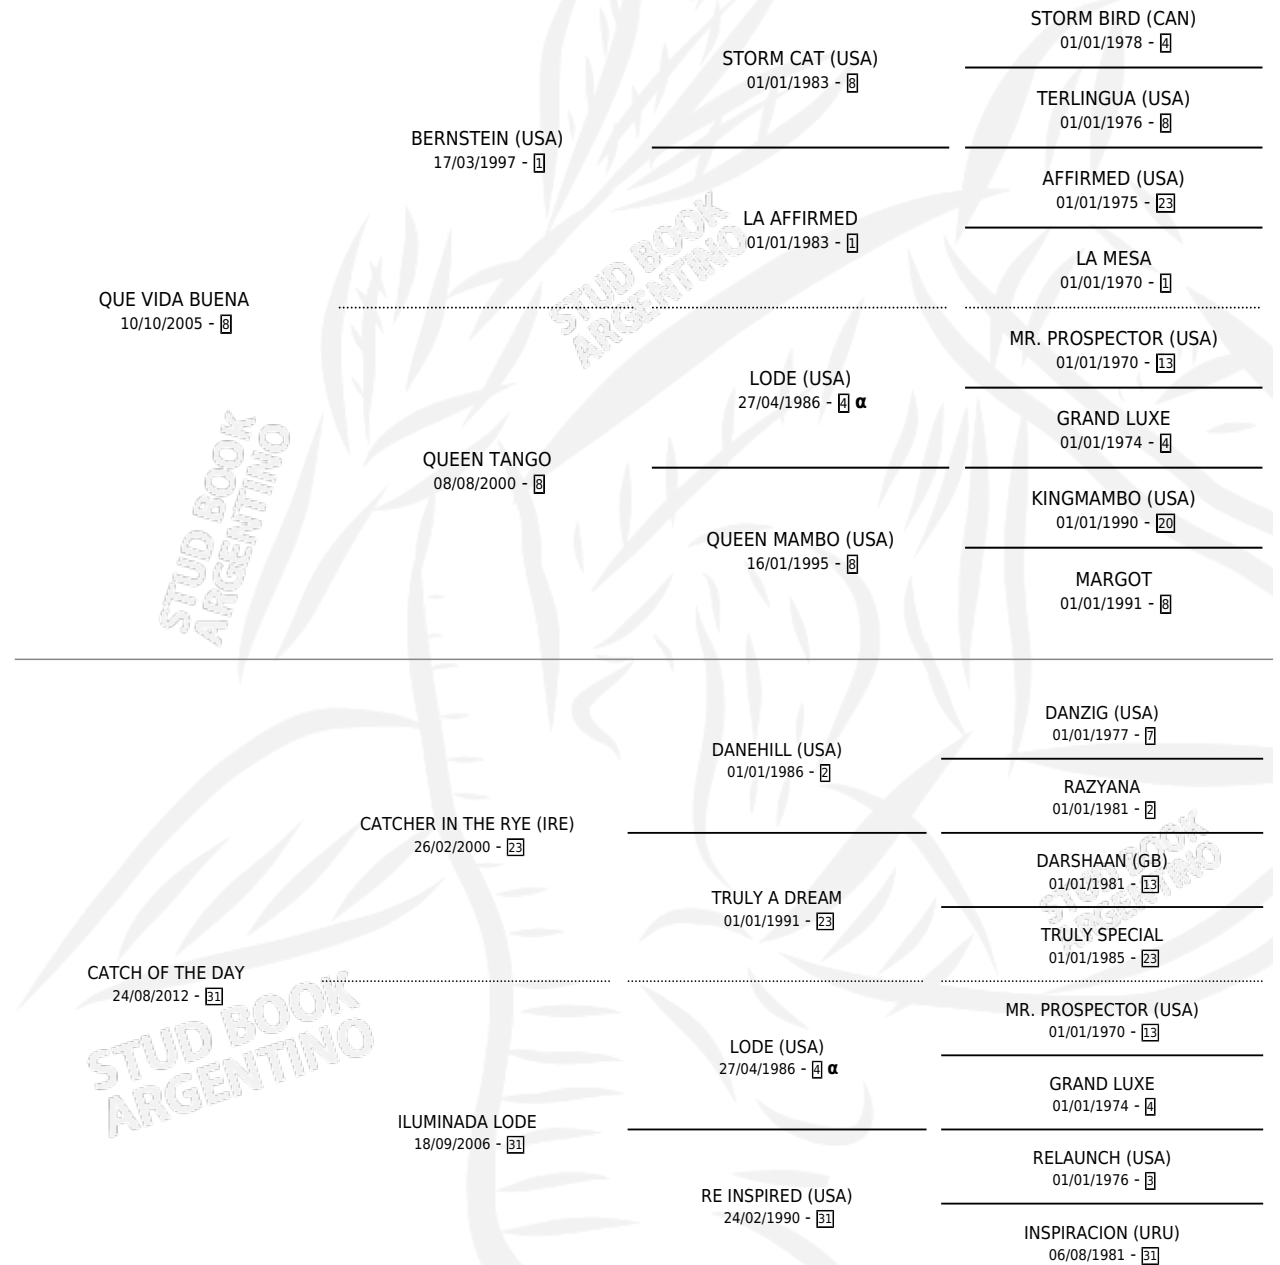 STORM BIRD (CAN)
01/01/1978 - 4
STORM CAT (USA)
01/01/1983 - 8
TERLINGUA (USA)
01/01/1976 - 8
BERNSTEIN (USA)
17/03/1997 - 1
AFFIRMED (USA)
01/01/1975 - 23
LA AFFIRMED
01/01/1983 - 1
LA MESA
01/01/1970 - 1
QUE VIDA BUENA
10/10/2005 - 8
MR. PROSPECTOR (USA)
01/01/1970 - 13
LODE (USA)
27/04/1986 - 4 α
GRAND LUXE
01/01/1974 - 4
QUEEN TANGO
08/08/2000 - 8
KINGMAMBO (USA)
01/01/1990 - 20
QUEEN MAMBO (USA)
16/01/1995 - 8
MARGOT
01/01/1991 - 8
DANZIG (USA)
01/01/1977 - 7
DANEHILL (USA)
01/01/1986 - 2
RAZYANA
01/01/1981 - 2
CATCHER IN THE RYE (IRE)
26/02/2000 - 23
DARSHAAN (GB)
01/01/1981 - 13
TRULY A DREAM
01/01/1991 - 23
TRULY SPECIAL
01/01/1985 - 23
CATCH OF THE DAY
24/08/2012 - 31
MR. PROSPECTOR (USA)
01/01/1970 - 13
LODE (USA)
27/04/1986 - 4 α
GRAND LUXE
01/01/1974 - 4
ILUMINADA LODE
18/09/2006 - 31
RELAUNCH (USA)
01/01/1976 - 3
RE INSPIRED (USA)
24/02/1990 - 31
INSPIRACION (URU)
06/08/1981 - 31
STUD BOOK
ARGENTINO
STUD BOOK
ARGENTINO
STUD BOOK
ARGENTINO
STUD BOOK
ARGENTINO